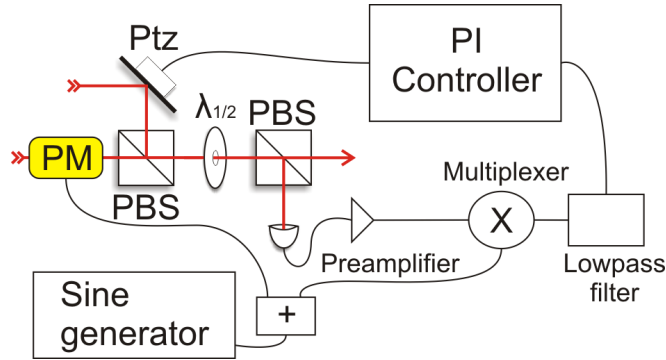 Ptz
PI
Controller
λ1/2
PBS
PM
PBS
Multiplexer
X
Preamplifier
Lowpass
filter
Sine
generator
+